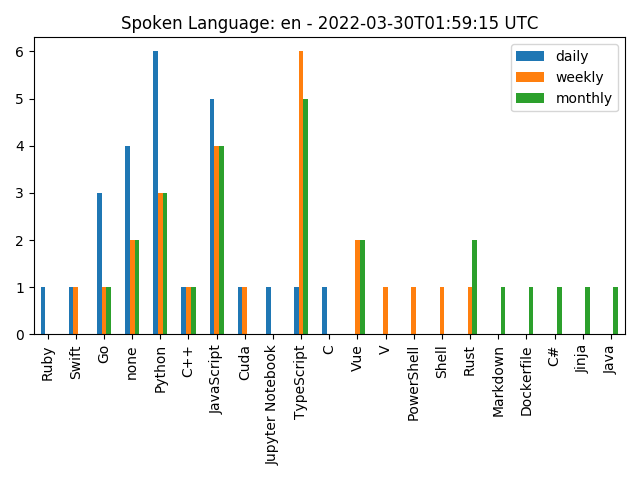 Spoken Language: en - 2022-03-30T01:59:15 UTC
daily
weekly
monthly
6
5
4
3
2
1
0
Ruby
Swift
Go
none
Python
C++
JavaScript
Cuda
Jupyter Notebook
TypeScript
C
Vue
V
PowerShell
Shell
Rust
Markdown
Dockerfile
C#
Jinja
Java